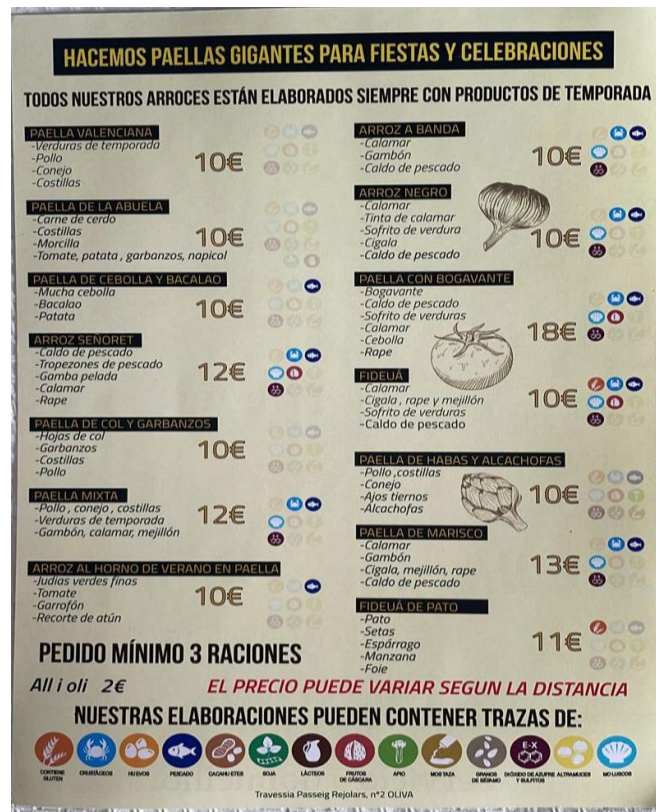 HACEMOS PAELLAS GIGANTES PARA FIESTAS Y CELEBRACIONES
TODOS NUESTROS ARROCES ESTÁN ELABORADOS SIEMPRE CON PRODUCTOS DE TEMPORADA
PAELLA VALENCIANA
-Verduras de temporada
-Pollo
-Conejo
-Costillas
10€
PAELLA DE LA ABUELA
-Carne de cerdo
-Costillas
-Morcilla
-Tomate, patata , garbanzos, napicol
10€
PAELLA DE CEBOLLA Y BACALAO
-Mucha cebolla
-Bacalao
-Patata
10€
ARROZ SEÑORET
-Caldo de pescado
-Tropezones de pescado
-Gamba pelada
-Calamar
-Rape
12€
PAELLA DE COL Y GARBANZOS
-Hojas de col
-Garbanzos
-Costillas
-Pollo
10€
PAELLA MIXTA
-Pollo , conejo , costillas
-Verduras de temporada
-Gambón, calamar, mejillón
12€
ARROZ AL HORNO DE VERANO EN PAELLA
-Judías verdes finas
-Tomate
-Garrofón
-Recorte de atún
10€
ARROZ A BANDA
-Calamar
-Gambón
-Caldo de pescado
10€
ARROZ NEGRO
-Calamar
-Tinta de calamar
-Sofrito de verdura
-Cigala
-Caldo de pescado
10€
PAELLA CON BOGAVANTE
-Bogavante
-Caldo de pescado
-Sofrito de verduras
-Calamar
-Cebolla
-Rape
18€
FIDEUÁ
-Calamar
-Cigala , rape y mejillón
-Sofrito de verduras
-Caldo de pescado
10€
PAELLA DE HABAS Y ALCACHOFAS
-Pollo ,costillas
-Conejo
-Ajos tiernos
-Alcachofas
10€
PAELLA DE MARISCO
-Calamar
-Gambón
-Cigala, mejillón, rape
-Caldo de pescado
13€
FIDEUÁ DE PATO
-Pato
-Setas
-Espárrago
-Manzana
-Foie
11€
PEDIDO MÍNIMO 3 RACIONES
All i oli 2€
EL PRECIO PUEDE VARIAR SEGUN LA DISTANCIA
NUESTRAS ELABORACIONES PUEDEN CONTENER TRAZAS DE:
E-X
CONTIENE GLUTEN
CRUSTÁCEOS
HUEVOS
PESCADO
CACAHUETES
SOJA
LÁCTEOS
FRUTOS DE CÁSCARA
APIO
MOSTAZA
GRANOS DE SÉSAMO
DIÓXIDO DE AZUFRE Y SULFITOS
ALTRAMUCES
MOLUSCOS
Travessia Passeig Rejolars, nº2 OLIVA